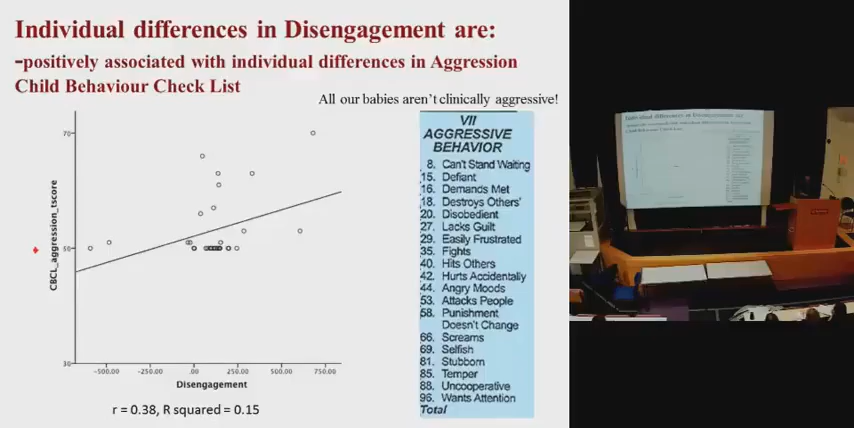 Individual differences in Disengagement are:
-positively associated with individual differences in Aggression
Child Behaviour Check List
All our babies aren't clinically aggressive!
VII
AGGRESSIVE
BEHAVIOR
8. Can't Stand Waiting
15. Defiant
16. Demands Met
18. Destroys Others'
20. Disobedient
27. Lacks Guilt
29. Easily Frustrated
35. Fights
40. Hits Others
42. Hurts Accidentally
44. Angry Moods
53. Attacks People
58. Punishment
Doesn't Change
66. Screams
69. Selfish
81. Stubborn
85. Temper
88. Uncooperative
96. Wants Attention
Total
CBCL_aggression_tscore
70
50
30
-500.00 -250.00 .00 250.00 500.00 750.00
Disengagement
r = 0.38, R squared = 0.15
Individual differences in Disengagement are: